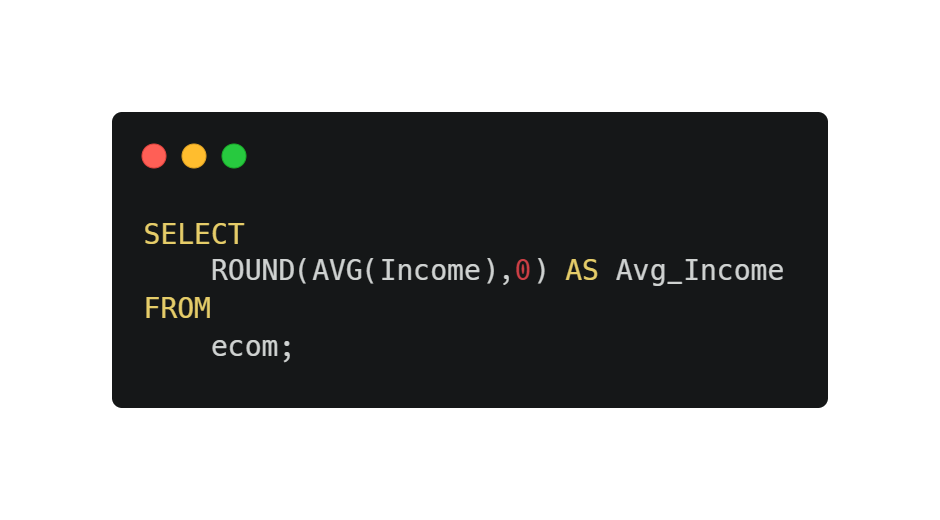 SELECT
    ROUND(AVG(Income),0) AS Avg_Income
FROM
    ecom;